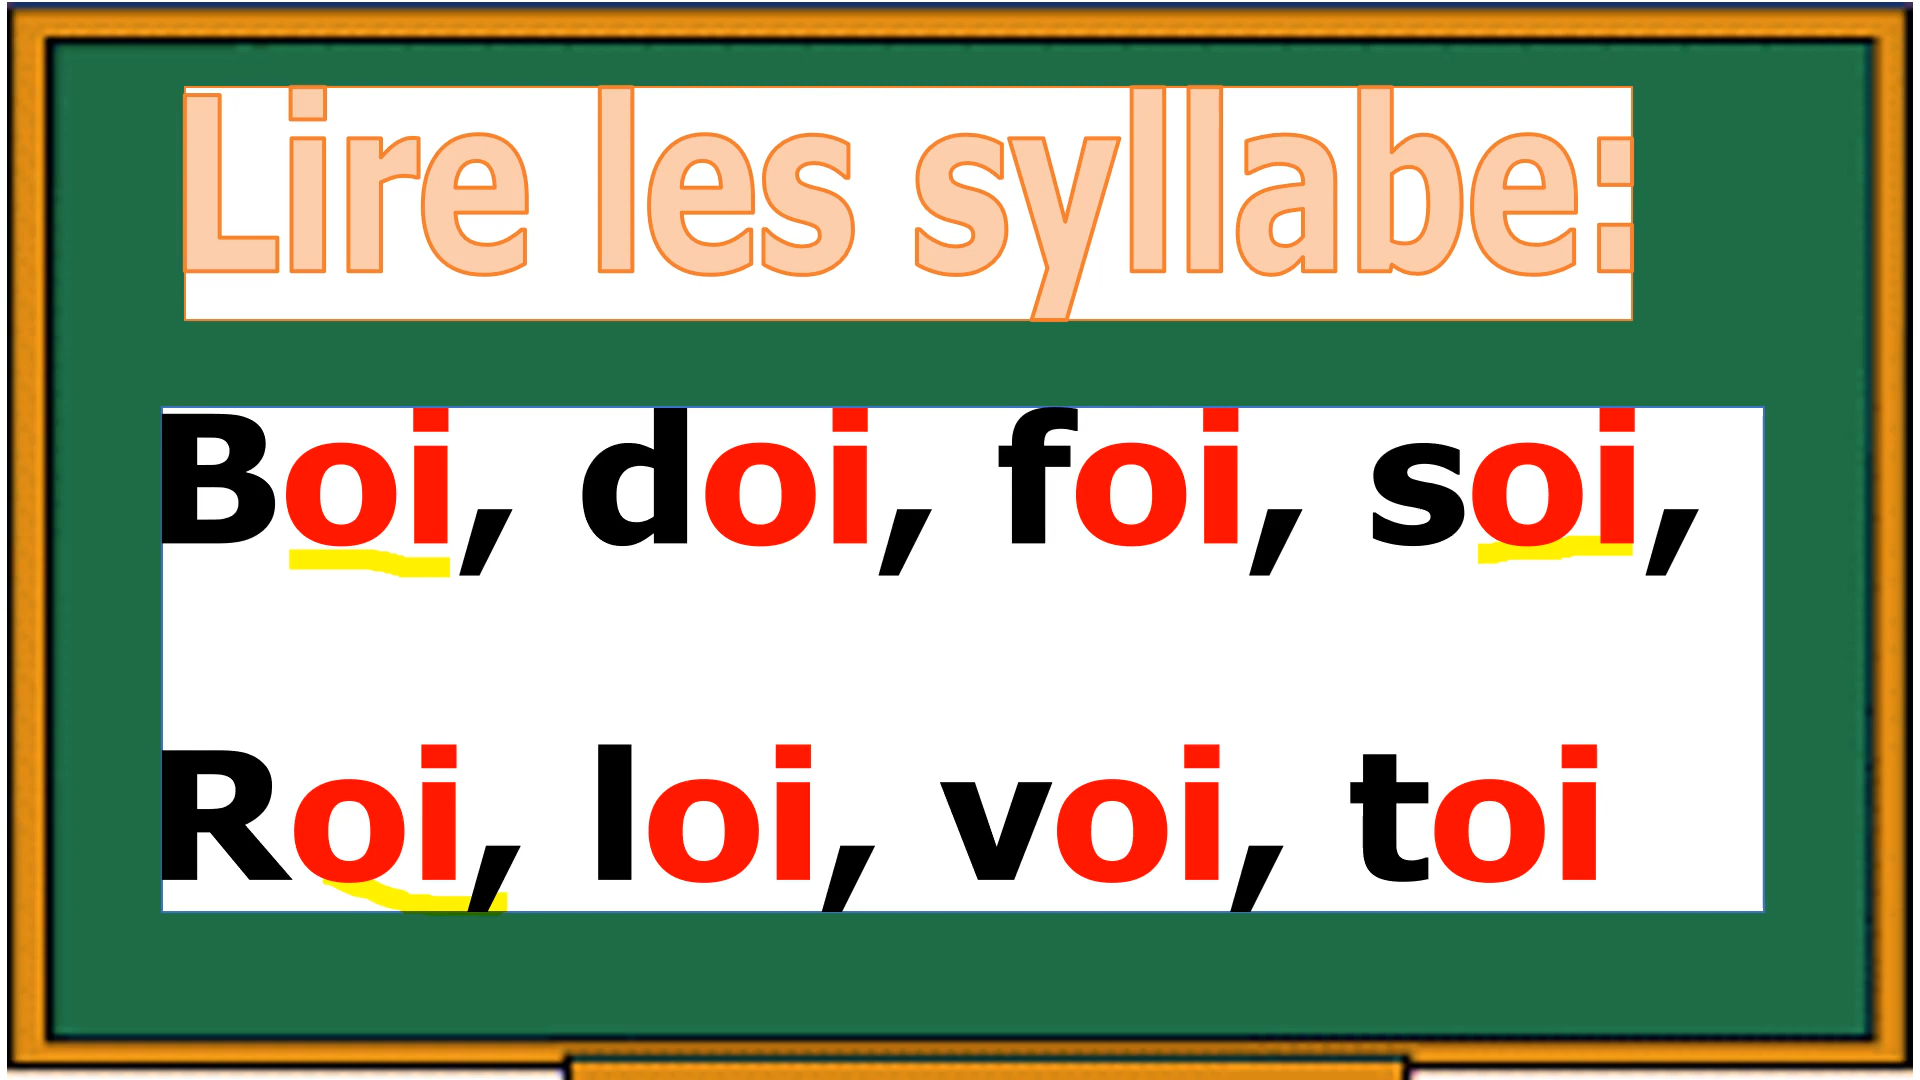 Lire les syllabe:
Boi, doi, foi, soi,
Roi, loi, voi, toi